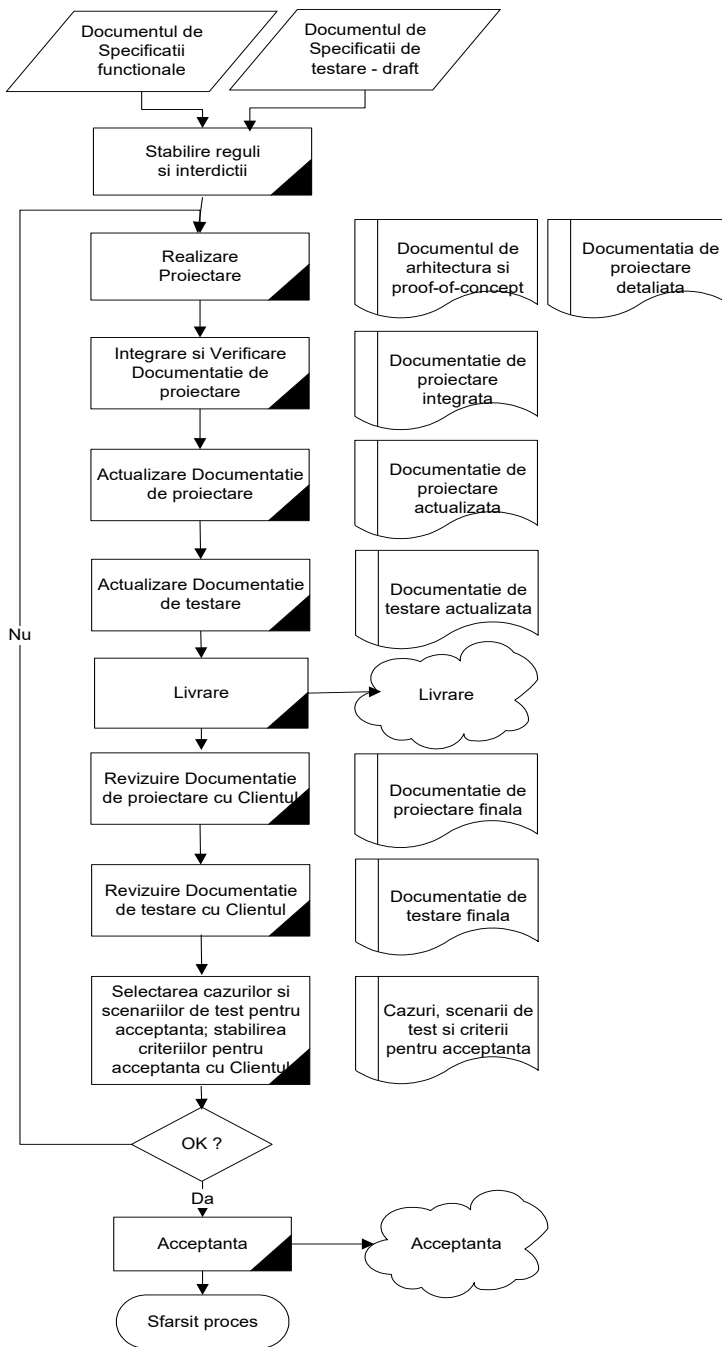 Documentul de
Specificatii
functionale
Documentul de
Specificatii de
testare - draft
Stabilire reguli
si interdictii
Realizare
Proiectare
Documentul de
arhitectura si
proof-of-concept
Documentatia de
proiectare
detaliata
Integrare si Verificare
Documentatie de
proiectare
Documentatie de
proiectare
integrata
Actualizare Documentatie
de proiectare
Documentatie de
proiectare
actualizata
Actualizare Documentatie
de testare
Documentatie de
testare actualizata
Nu
Livrare
Livrare
Revizuire Documentatie
de proiectare cu Clientul
Documentatie de
proiectare finala
Revizuire Documentatie
de testare cu Clientul
Documentatie de
testare finala
Selectarea cazurilor si
scenariilor de test pentru
acceptanta; stabilirea
criteriilor pentru
acceptanta cu Clientul
Cazuri, scenarii de
test si criterii
pentru acceptanta
OK ?
Da
Acceptanta
Acceptanta
Sfarsit proces